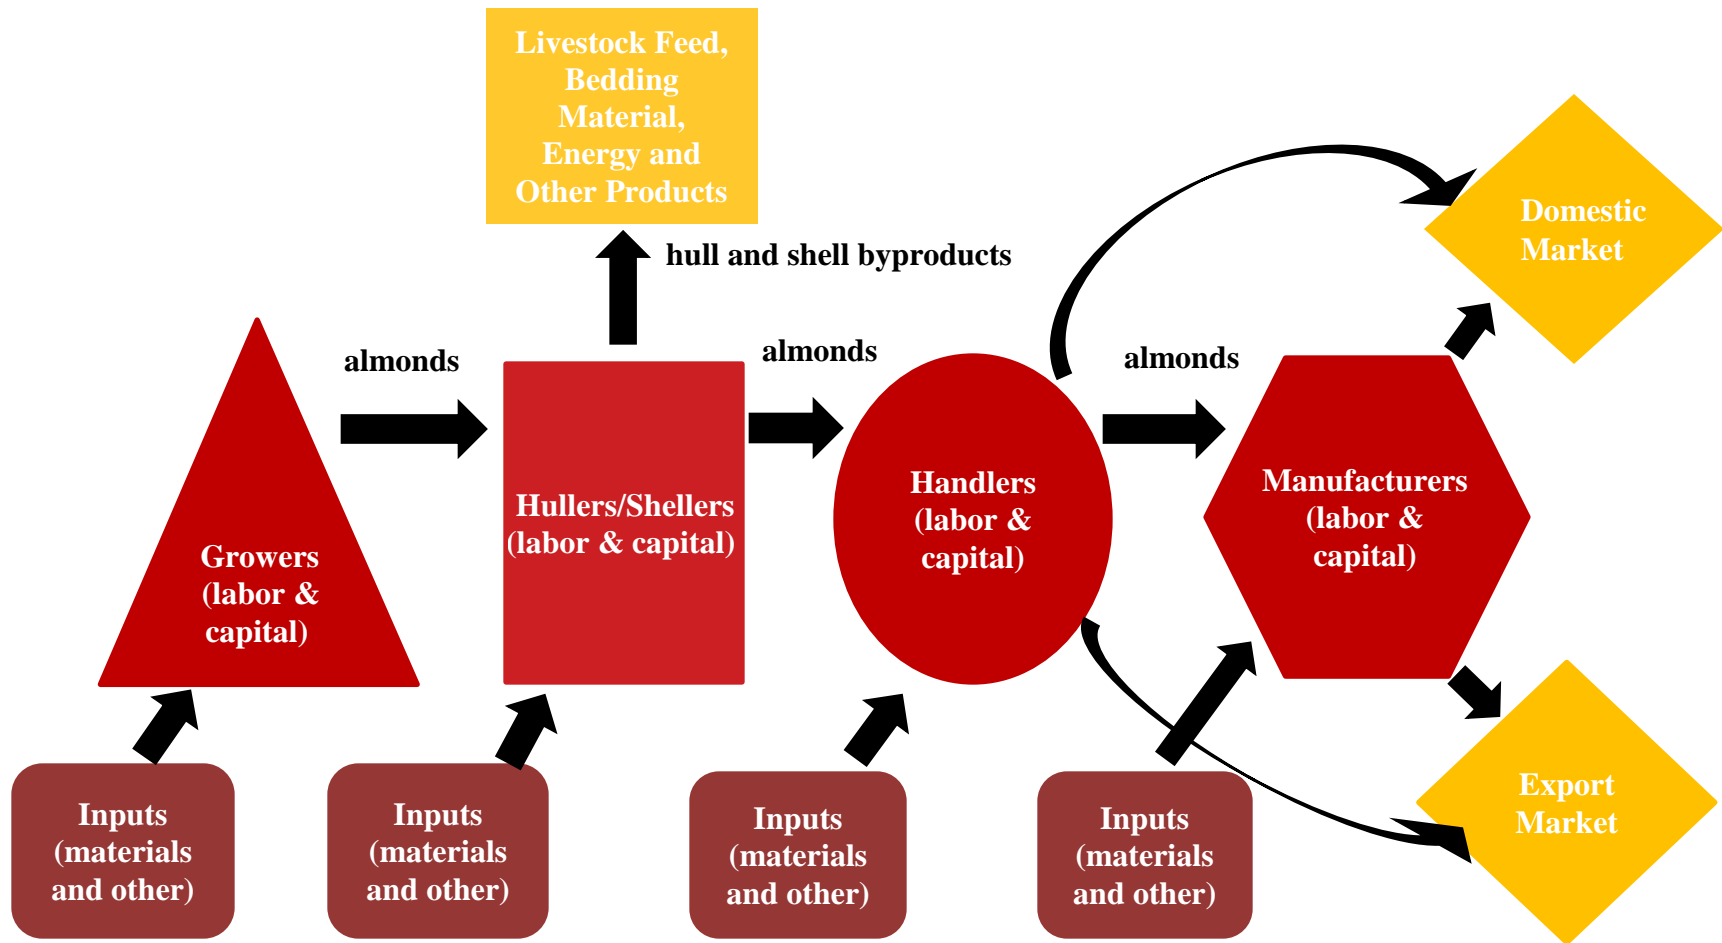 Livestock Feed,
Bedding
Material,
Energy and
Other Products
hull and shell byproducts
Domestic
Market
almonds
almonds
almonds
Growers
(labor &
capital)
Hullers/Shellers
(labor & capital)
Handlers
(labor &
capital)
Manufacturers
(labor &
capital)
Inputs
(materials
and other)
Inputs
(materials
and other)
Inputs
(materials
and other)
Inputs
(materials
and other)
Export
Market